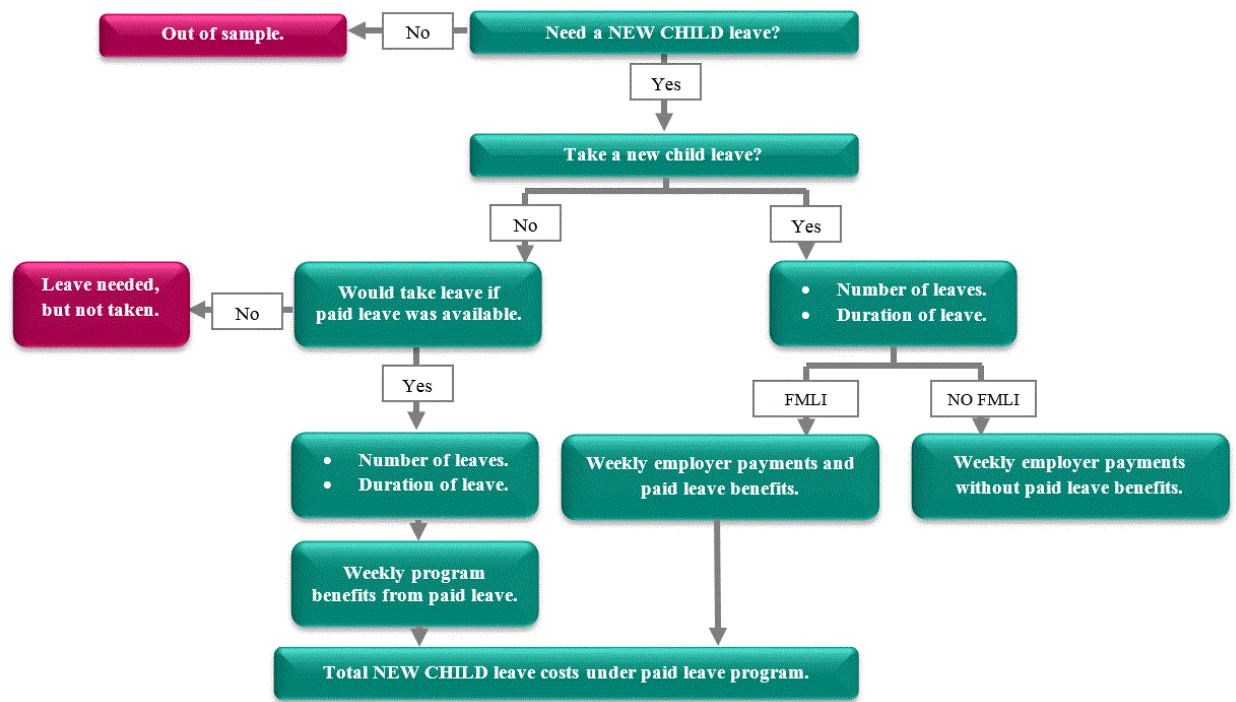 Out of sample.
No
Need a NEW CHILD leave?
Yes
Take a new child leave?
No
Yes
Leave needed,
but not taken.
No
Would take leave if
paid leave was available.
• Number of leaves.
• Duration of leave.
Yes
FMLI
NO FMLI
• Number of leaves.
• Duration of leave.
Weekly employer payments and
paid leave benefits.
Weekly employer payments
without paid leave benefits.
Weekly program
benefits from paid leave.
Total NEW CHILD leave costs under paid leave program.